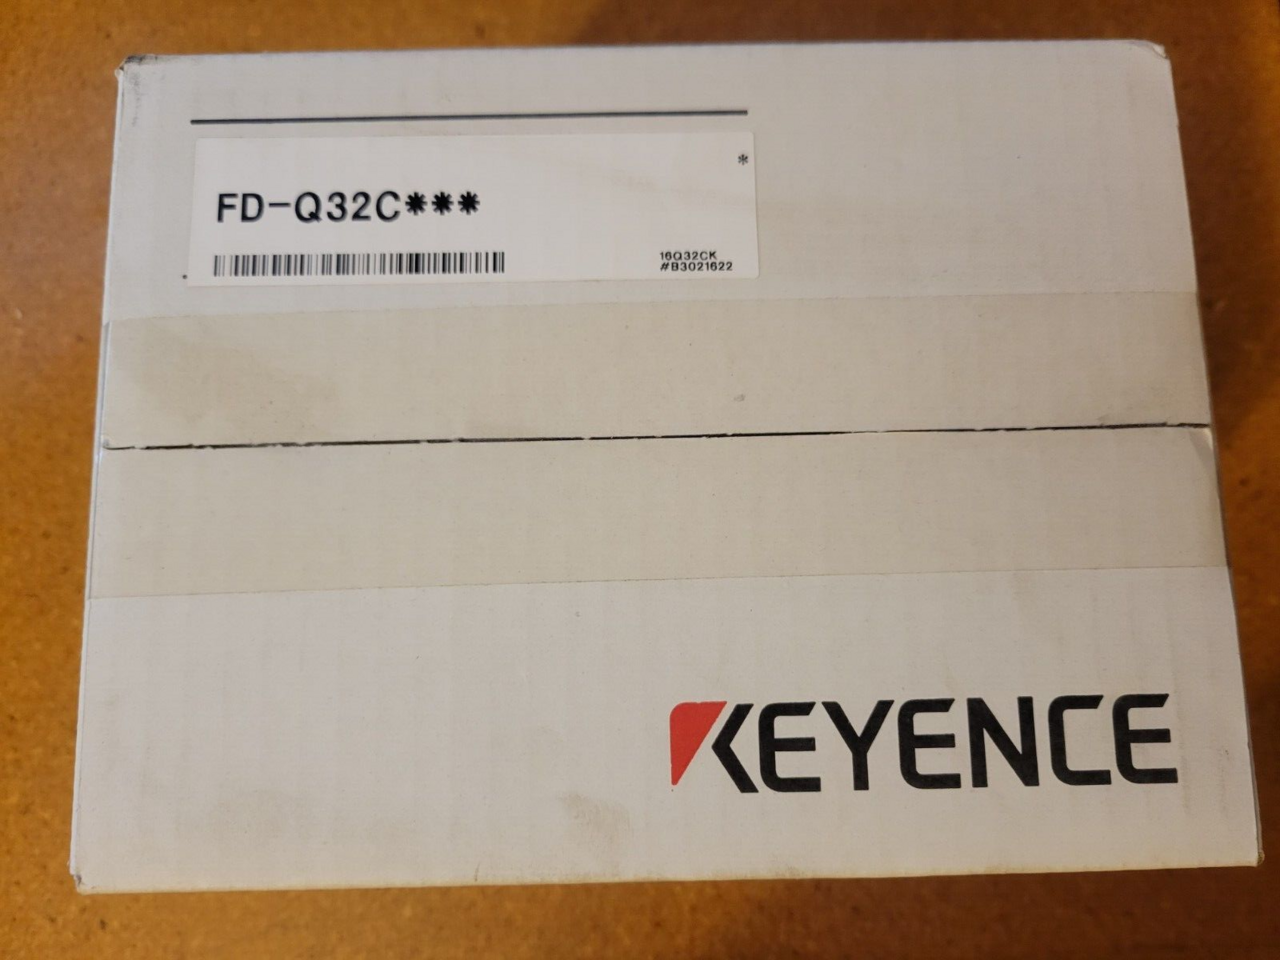 *
FD-Q32C***
16Q32CK
#B3021622
KEYENCE